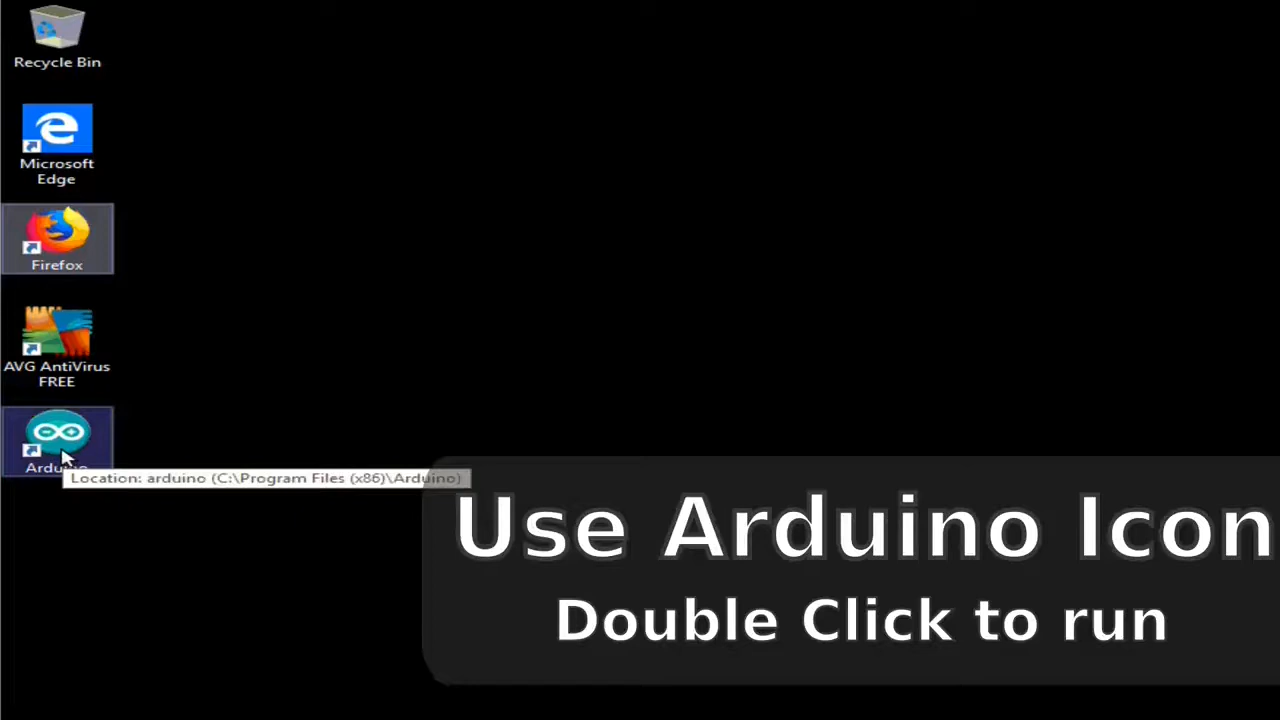 Recycle Bin
Microsoft
Edge
Firefox
AVG AntiVirus
FREE
Arduino
Location: arduino (C:\Program Files (x86)\Arduino)
Use Arduino Icon
Double Click to run